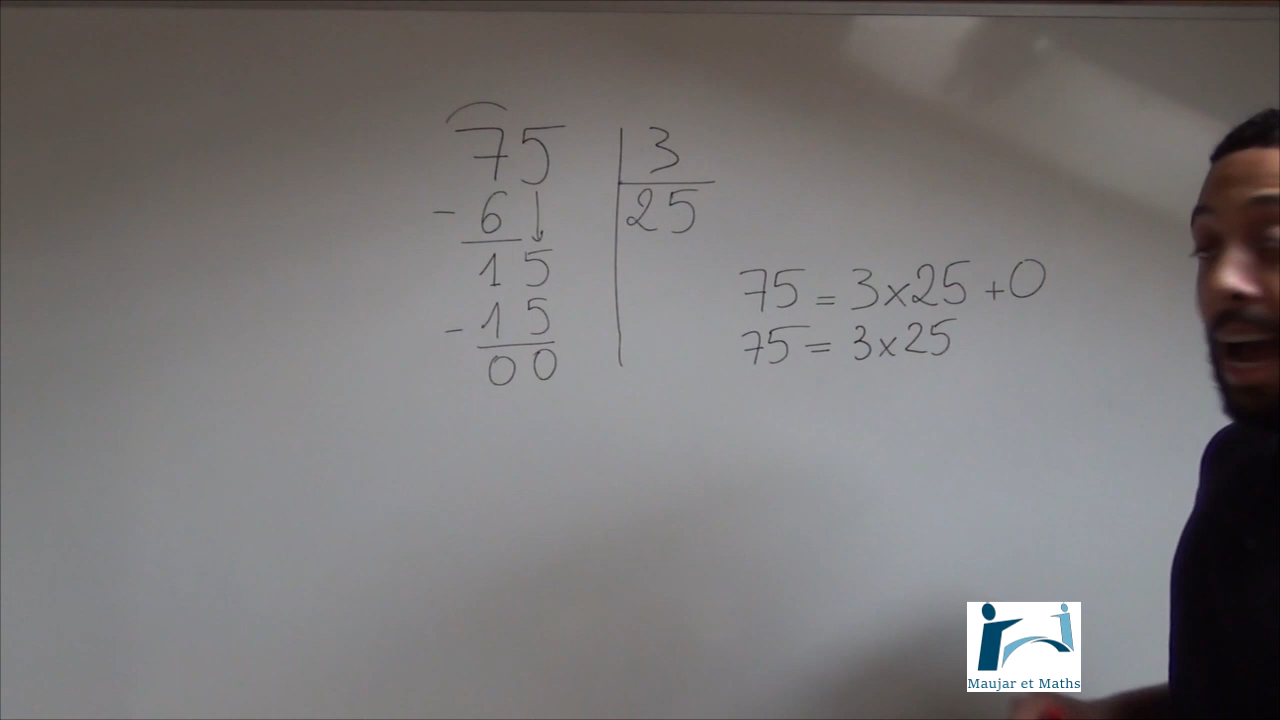 75 3
- 6 25
15
- 15
00
75 = 3x25 +0
75 = 3x25
Maujar et Maths